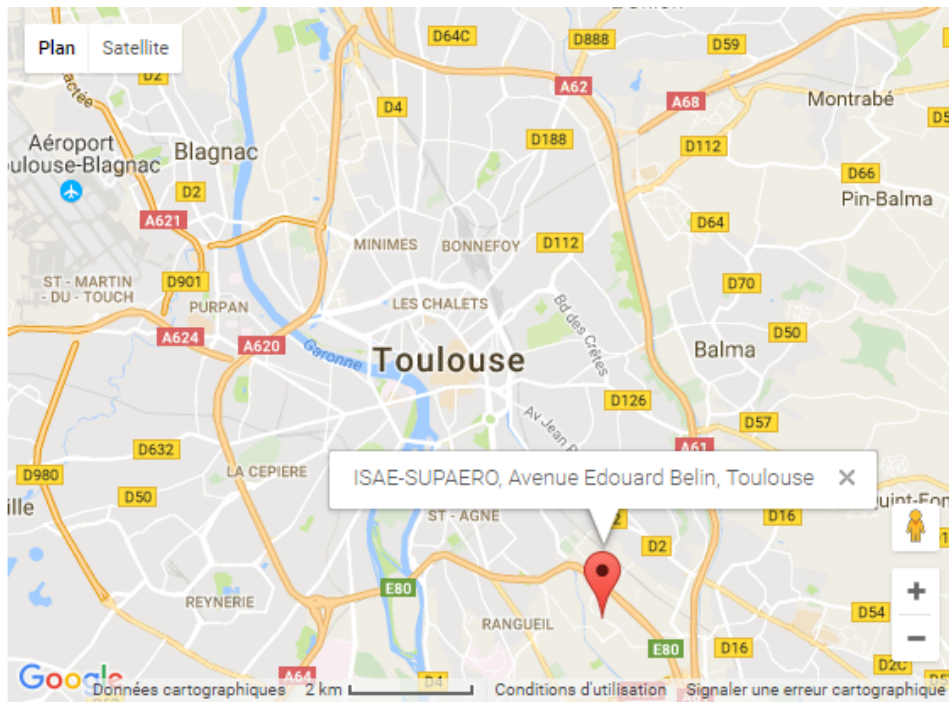 Plan Satellite
D64C
D888
D59
A62
A68
Montrabé
D2
D4
D188
D112
Aéroport
oulouse-Blagnac
Blagnac
D2
D66
Pin-Balma
A621
D64
MINIMES
BONNEFOY
D112
ST - MARTIN
- DU - TOUCH
D901
PURPAN
LES CHALETS
D70
Bd des Crêtes
A624
A620
Garonne
Toulouse
D50
Balma
D126
D57
Av Jean
A61
D632
D980
LA CEPIERE
ISAE-SUPAERO, Avenue Edouard Belin, Toulouse
D50
ille
ST - AGNE
D16
D2
E80
REYNERIE
RANGUEIL
D54
E80
D16
D2C
A64
D4
Google
Données cartographiques 2 km Conditions d'utilisation Signaler une erreur cartographique